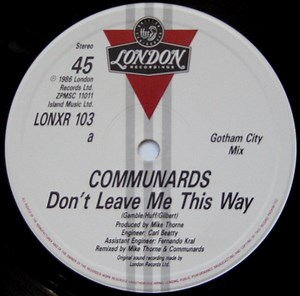 LONDON
RECORDINGS
Stereo
45
℗ 1986 London
Records Ltd.
ZPMSC 11011
Island Music Ltd.
LONXR 103
a
Gotham City
Mix
COMMUNARDS
Don't Leave Me This Way
(Gamble/Huff/Gilbert)
Produced by Mike Thorne
Engineer: Carl Beatty
Assistant Engineer: Fernando Kral
Remixed by Mike Thorne & Communards
Original sound recording made by
London Records Ltd.